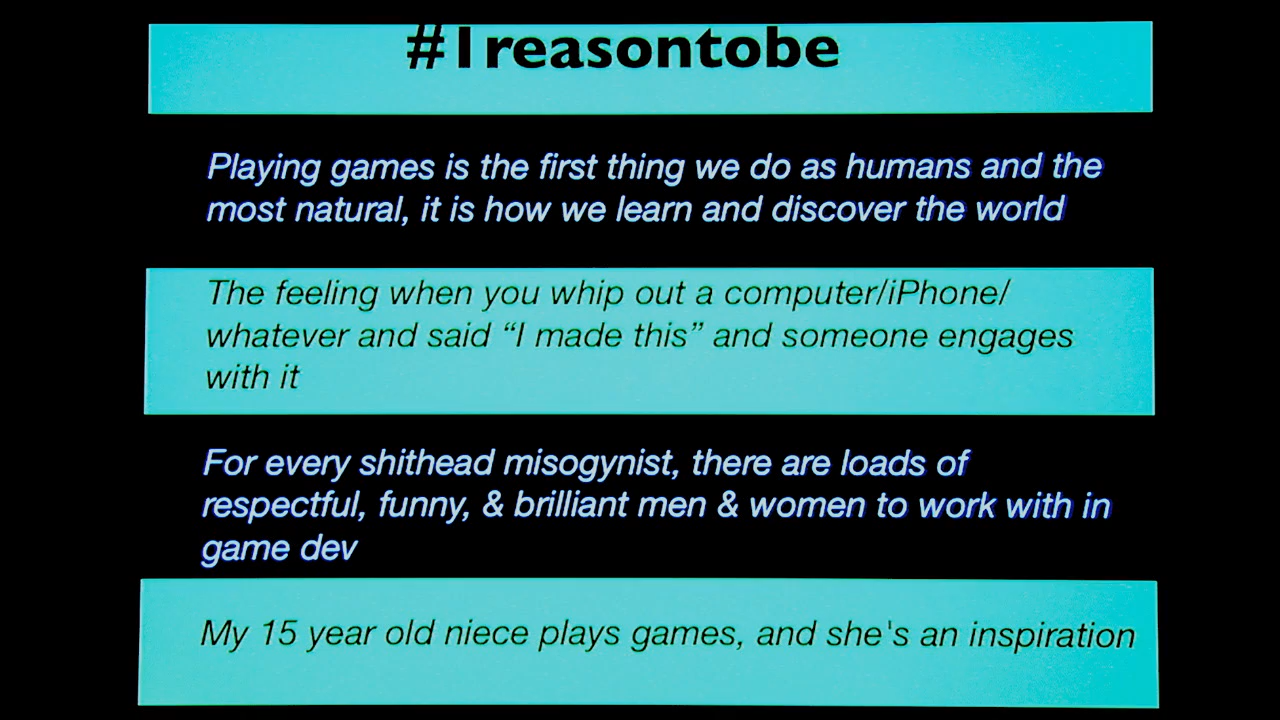 #1reasontobe
Playing games is the first thing we do as humans and the
most natural, it is how we learn and discover the world
The feeling when you whip out a computer/iPhone/
whatever and said “I made this” and someone engages
with it
For every shithead misogynist, there are loads of
respectful, funny, & brilliant men & women to work with in
game dev
My 15 year old niece plays games, and she's an inspiration